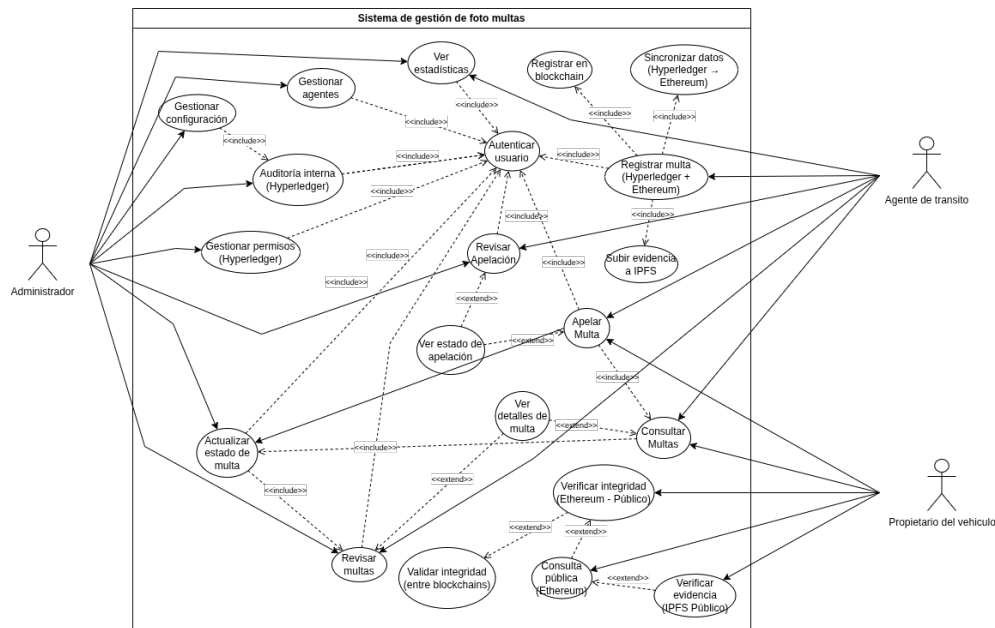 Sistema de gestión de foto multas
Ver
estadísticas
Registrar en
blockchain
Sincronizar datos
(Hyperledger →
Ethereum)
Gestionar
agentes
<<include>>
<<include>>
<<include>>
Gestionar
configuración
<<include>>
<<include>>
Autenticar
usuario
<<include>>
<<include>>
Auditoría interna
(Hyperledger)
<<include>>
Registrar multa
(Hyperledger +
Ethereum)
Agente de transito
<<include>>
<<include>>
Gestionar permisos
(Hyperledger)
Revisar
Apelación
<<include>>
Subir evidencia
a IPFS
Administrador
<<include>>
<<extend>>
Apelar
Multa
Ver estado de
apelación
<<extend>>
<<include>>
Ver
detalles de
multa
<<extend>>
Consultar
Multas
Actualizar
estado de
multa
<<include>>
<<extend>>
<<include>>
Verificar integridad
(Ethereum - Público)
<<extend>>
<<extend>>
Propietario del vehiculo
Revisar
multas
Validar integridad
(entre blockchains)
Consulta
pública
(Ethereum)
<<extend>>
Verificar
evidencia
(IPFS Público)